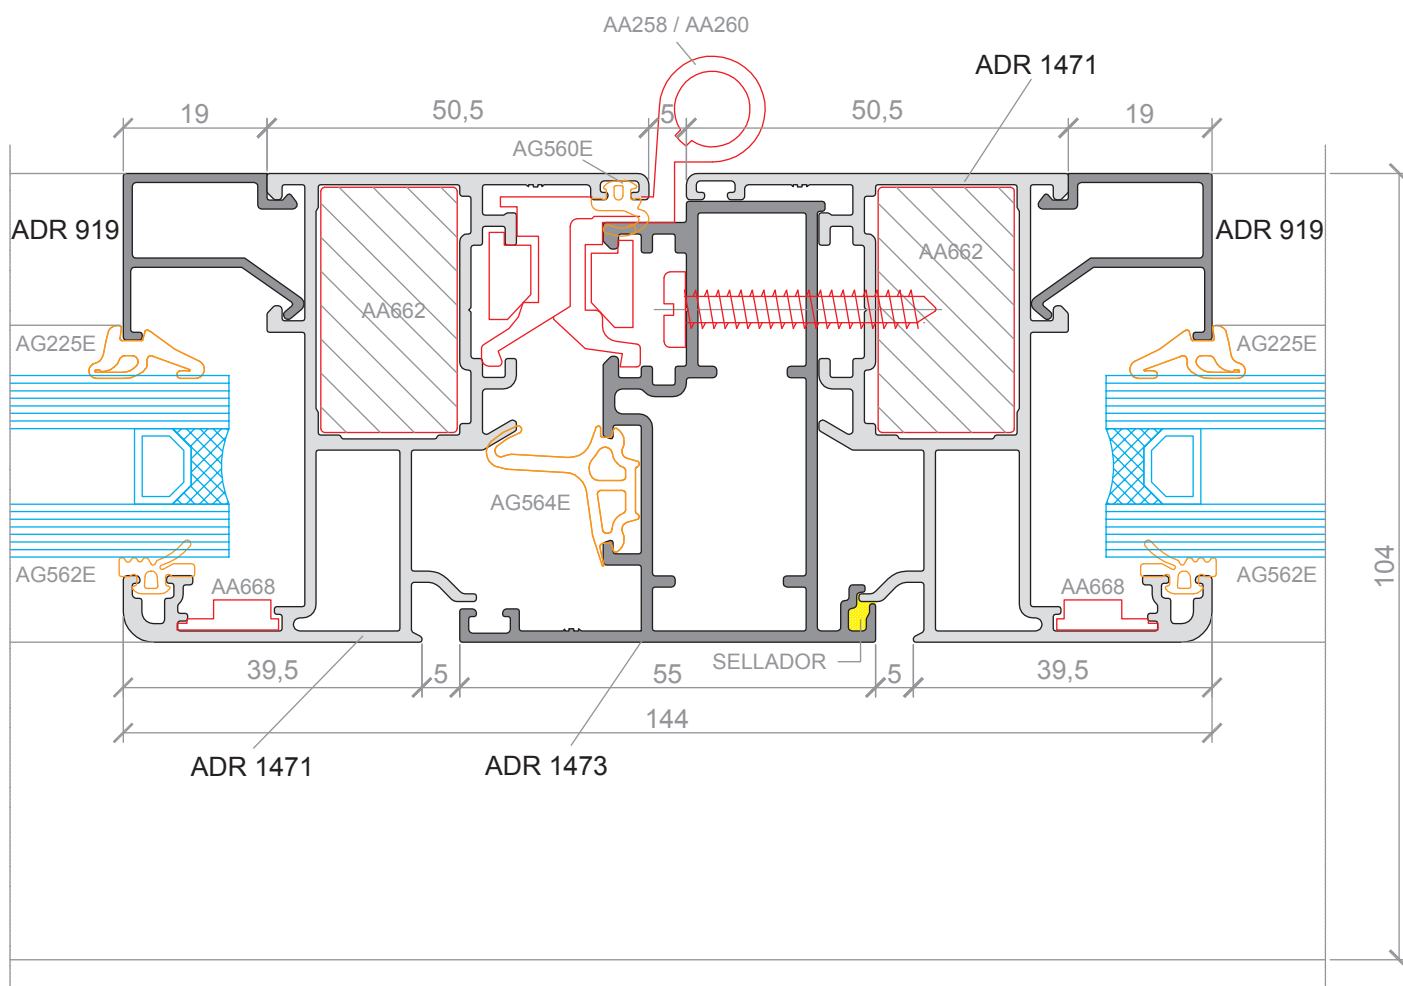 AA258 / AA260
ADR 1471
19
50,5
5
50,5
19
AG560E
ADR 919
AA662
AA662
ADR 919
AG225E
AG225E
AG564E
AG562E
AA668
AA668
AG562E
104
SELLADOR
39,5
5
55
5
39,5
144
ADR 1471
ADR 1473